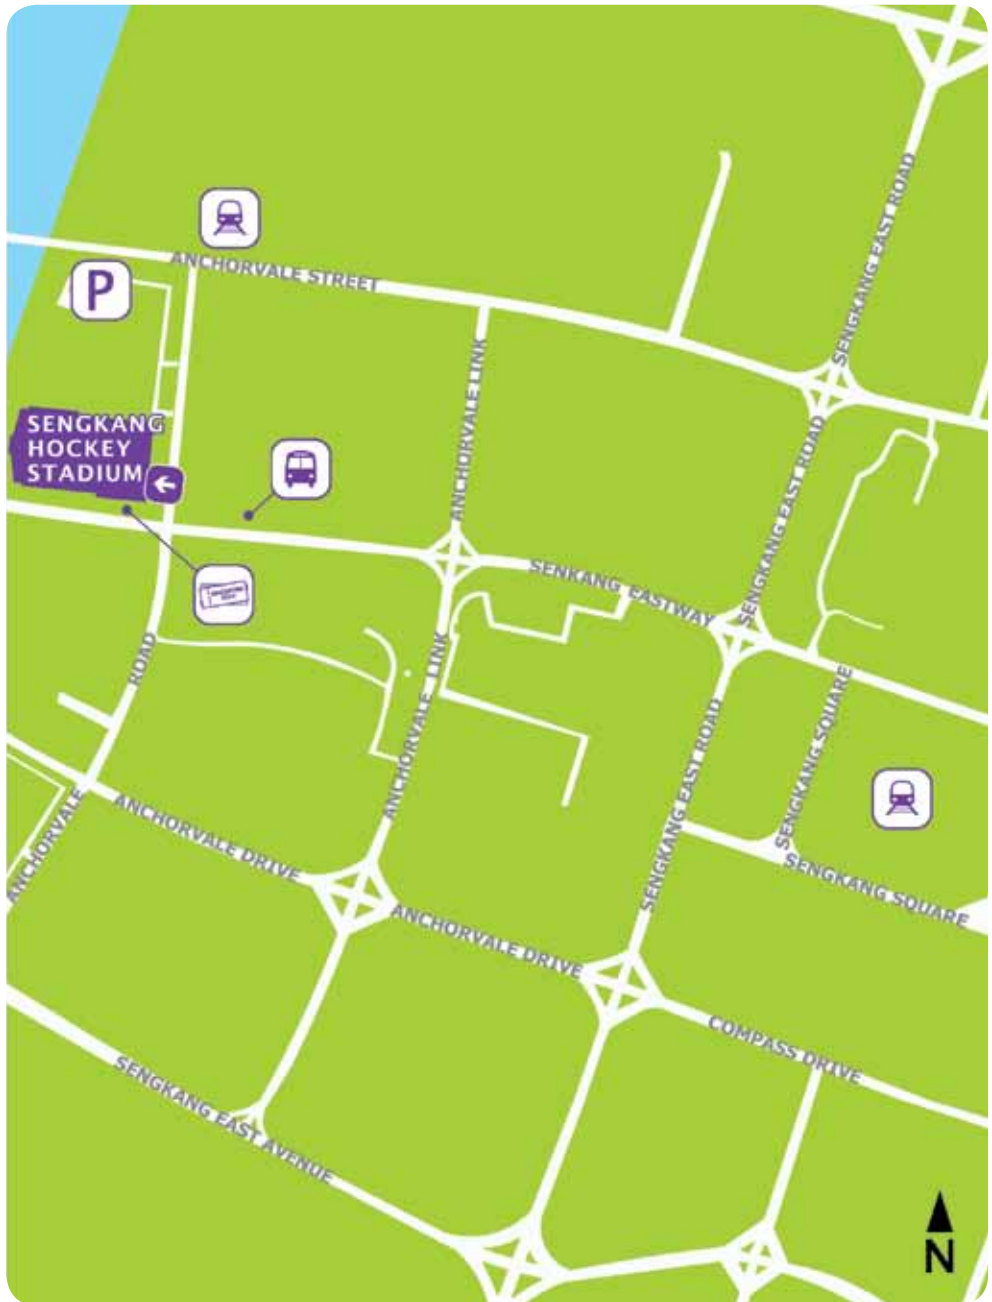 SENGKANG EAST ROAD
ANCHORVALE STREET
P
SENGKANG
HOCKEY
STADIUM
ANCHORVALE LINK
SENGKANG EAST ROAD
SENKANG EASTWAY
ROAD
ANCHORVALE LINK
SENGKANG EAST ROAD
SENGKANG SQUARE
ANCHORVALE
ANCHORVALE DRIVE
SENGKANG SQUARE
ANCHORVALE DRIVE
COMPASS DRIVE
SENGKANG EAST AVENUE
N